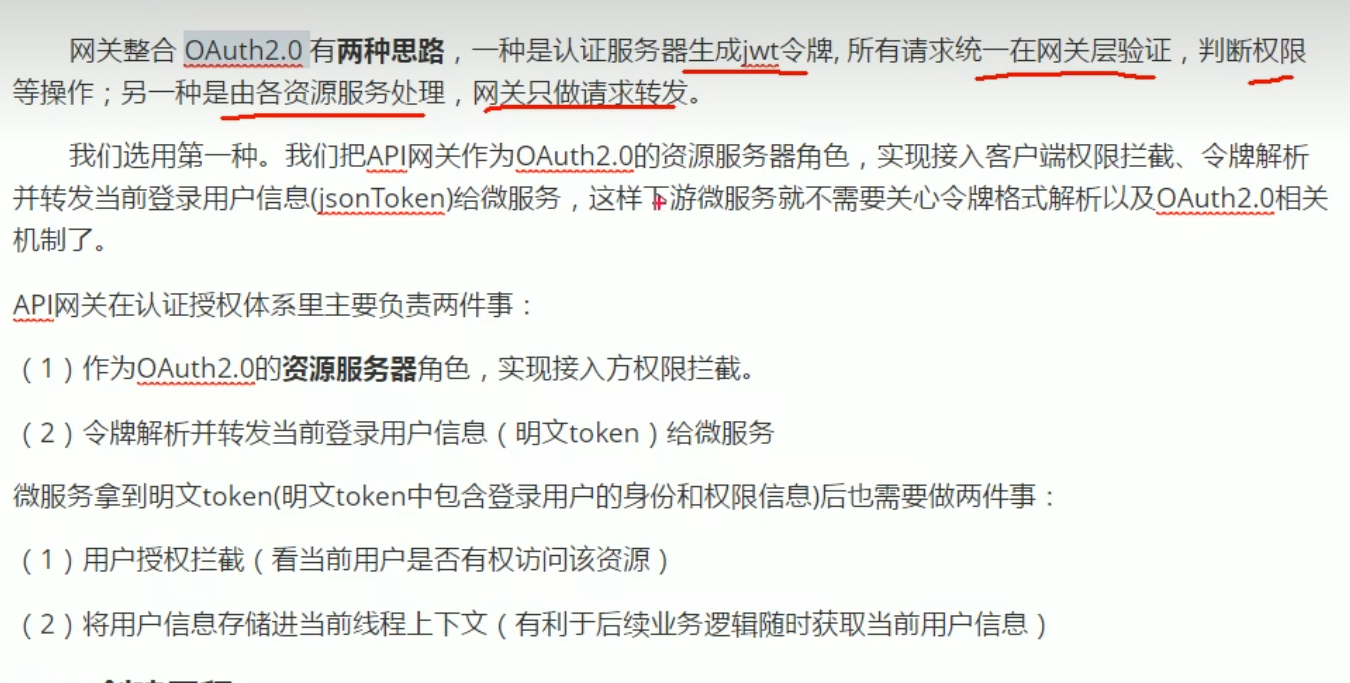 网关整合 OAuth2.0 有两种思路，一种是认证服务器生成jwt令牌, 所有请求统一在网关层验证，判断权限
等操作；另一种是由各资源服务处理，网关只做请求转发。
我们选用第一种。我们把API网关作为OAuth2.0的资源服务器角色，实现接入客户端权限拦截、令牌解析
并转发当前登录用户信息(jsonToken)给微服务，这样下游微服务就不需要关心令牌格式解析以及OAuth2.0相关
机制了。
API网关在认证授权体系里主要负责两件事：
（1）作为OAuth2.0的资源服务器角色，实现接入方权限拦截。
（2）令牌解析并转发当前登录用户信息（明文token）给微服务
微服务拿到明文token(明文token中包含登录用户的身份和权限信息)后也需要做两件事：
（1）用户授权拦截（看当前用户是否有权访问该资源）
（2）将用户信息存储进当前线程上下文（有利于后续业务逻辑随时获取当前用户信息）